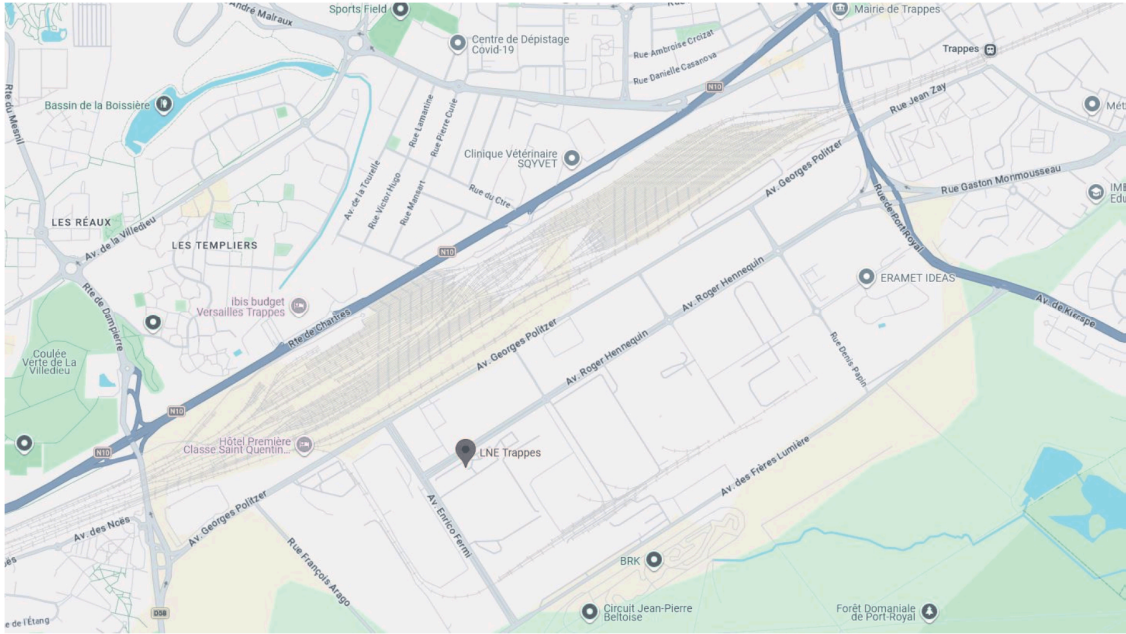 André Malraux
Sports Field
Mairie de Trappes
Centre de Dépistage
Covid-19
Rue Ambroise Croizat
Rue Danielle Casanova
Trappes
N10
Rte du Mesnil
Bassin de la Boissière
Rue Lamartine
Rue Pierre Curie
Rue Jean Zay
Clinique Vétérinaire
SQYVET
Av. de la Tourelle
Rue Victor Hugo
Rue Mansart
Rue du Ctre
Av. Georges Politzer
Rue Gaston Monmousseau
Rue de Port Royal
LES RÉAUX
Av. de la Villedieu
LES TEMPLIERS
N10
ERAMET IDEAS
Av. Roger Hennequin
Rte de Dampierre
ibis budget
Versailles Trappes
Rte de Chartres
Av. Georges Politzer
Av. Roger Hennequin
Rue Denis Papin
Coulée
Verte de La
Villedieu
N10
Hôtel Première
Classe Saint Quentin...
N10
LNE Trappes
Av. des Frères Lumière
Av. Georges Politzer
Av. Enrico Fermi
Av. des Noës
Rue François Arago
BRK
D58
Circuit Jean-Pierre
Beltoise
Forêt Domaniale
de Port-Royal
e de l'Étang